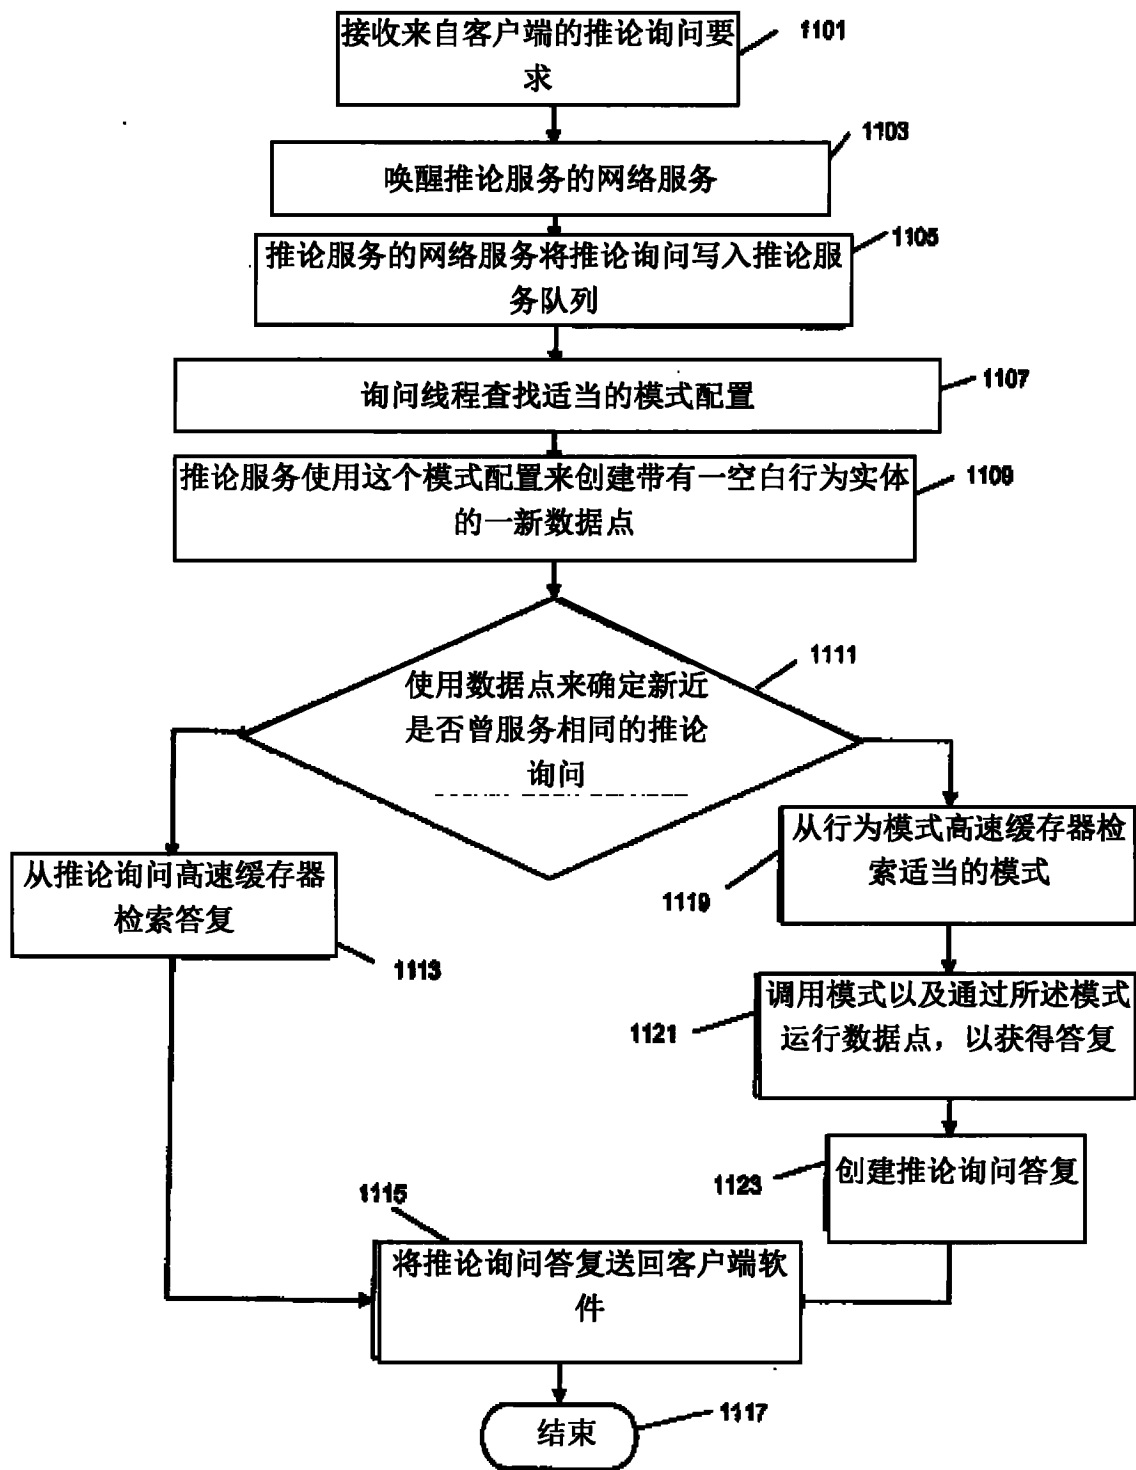 接收来自客户端的推论询问要
求
1101
唤醒推论服务的网络服务
1103
推论服务的网络服务将推论询问写入推论服
务队列
1105
询问线程查找适当的模式配置
1107
推论服务使用这个模式配置来创建带有一空白行为实体
的一新数据点
1109
使用数据点来确定新近
是否曾服务相同的推论
询问
1111
从推论询问高速缓存器
检索答复
1113
从行为模式高速缓存器检
索适当的模式
1119
调用模式以及通过所述模式
运行数据点，以获得答复
1121
创建推论询问答复
1123
将推论询问答复送回客户端软
件
1115
结束
1117